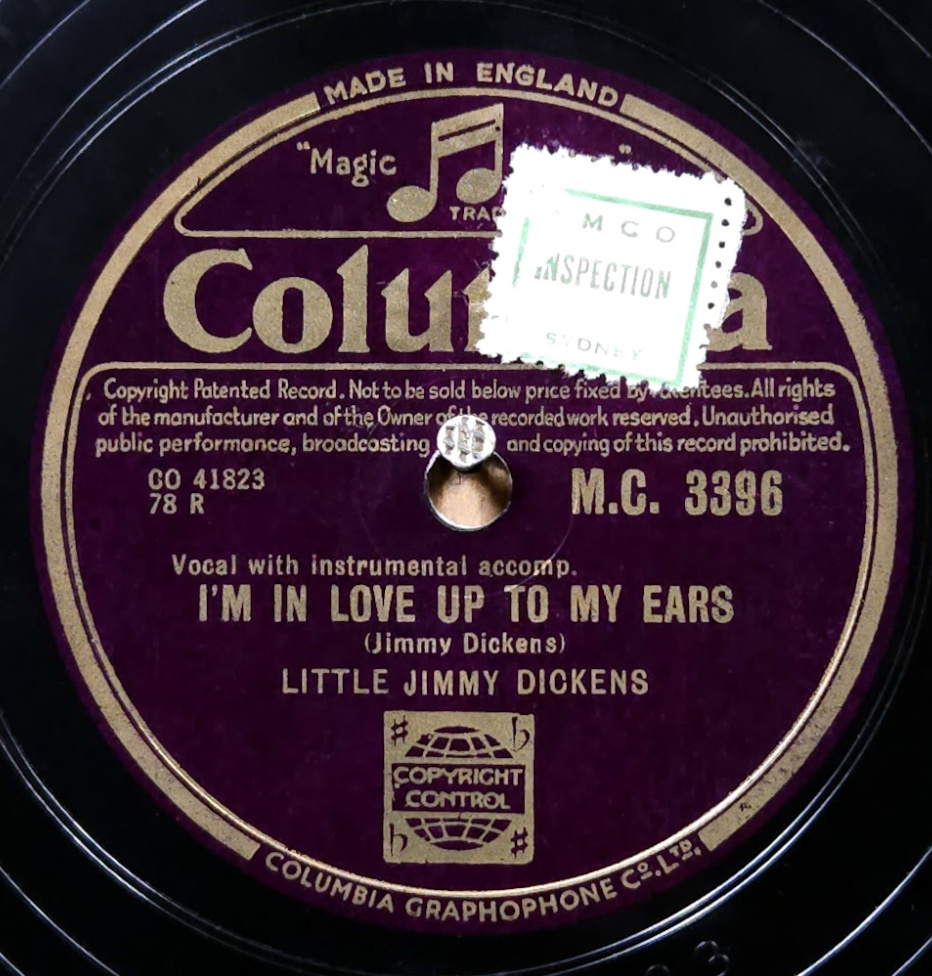 MADE IN ENGLAND
"Magic "
TRAD
Colu a
MCO
INSPECTION
SYDNEY
Copyright Patented Record. Not to be sold below price fixed by Patentees. All rights
of the manufacturer and of the Owner of the recorded work reserved. Unauthorised
public performance, broadcasting and copying of this record prohibited.
CO 41823
78 R
M.C. 3396
Vocal with instrumental accomp.
I'M IN LOVE UP TO MY EARS
(Jimmy Dickens)
LITTLE JIMMY DICKENS
COPYRIGHT
CONTROL
COLUMBIA GRAPHOPHONE Co. LTD.